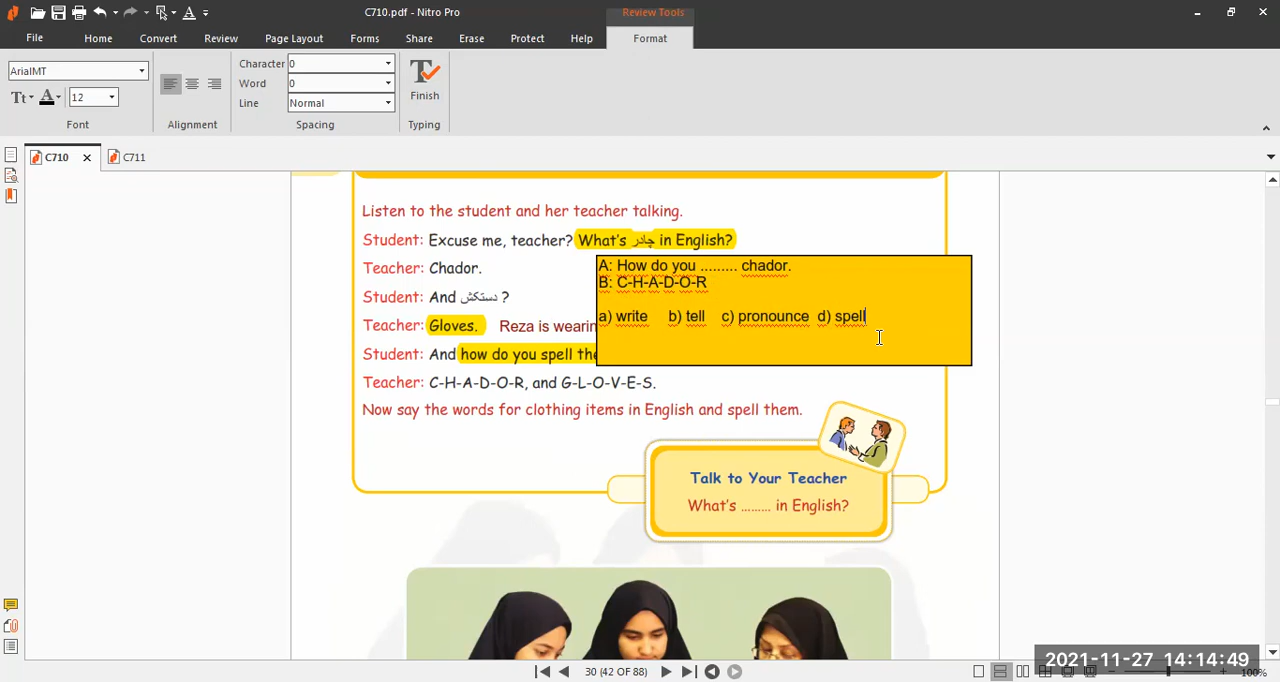 C710.pdf - Nitro Pro
Review Tools
File Home Convert Review Page Layout Forms Share Erase Protect Help Format
ArialMT
12
Font
Alignment
Character 0
Word 0
Line Normal
Spacing
Finish
Typing
C710 C711
Listen to the student and her teacher talking.
Student: Excuse me, teacher? What's چادر in English?
Teacher: Chador.
Student: And دستکش ?
Teacher: Gloves. Reza is wearin
Student: And how do you spell the
Teacher: C-H-A-D-O-R, and G-L-O-V-E-S.
Now say the words for clothing items in English and spell them.
A: How do you ......... chador.
B: C-H-A-D-O-R
a) write b) tell c) pronounce d) spell
Talk to Your Teacher
What's ......... in English?
30 (42 OF 88)
2021-11-27 14:14:49
100%